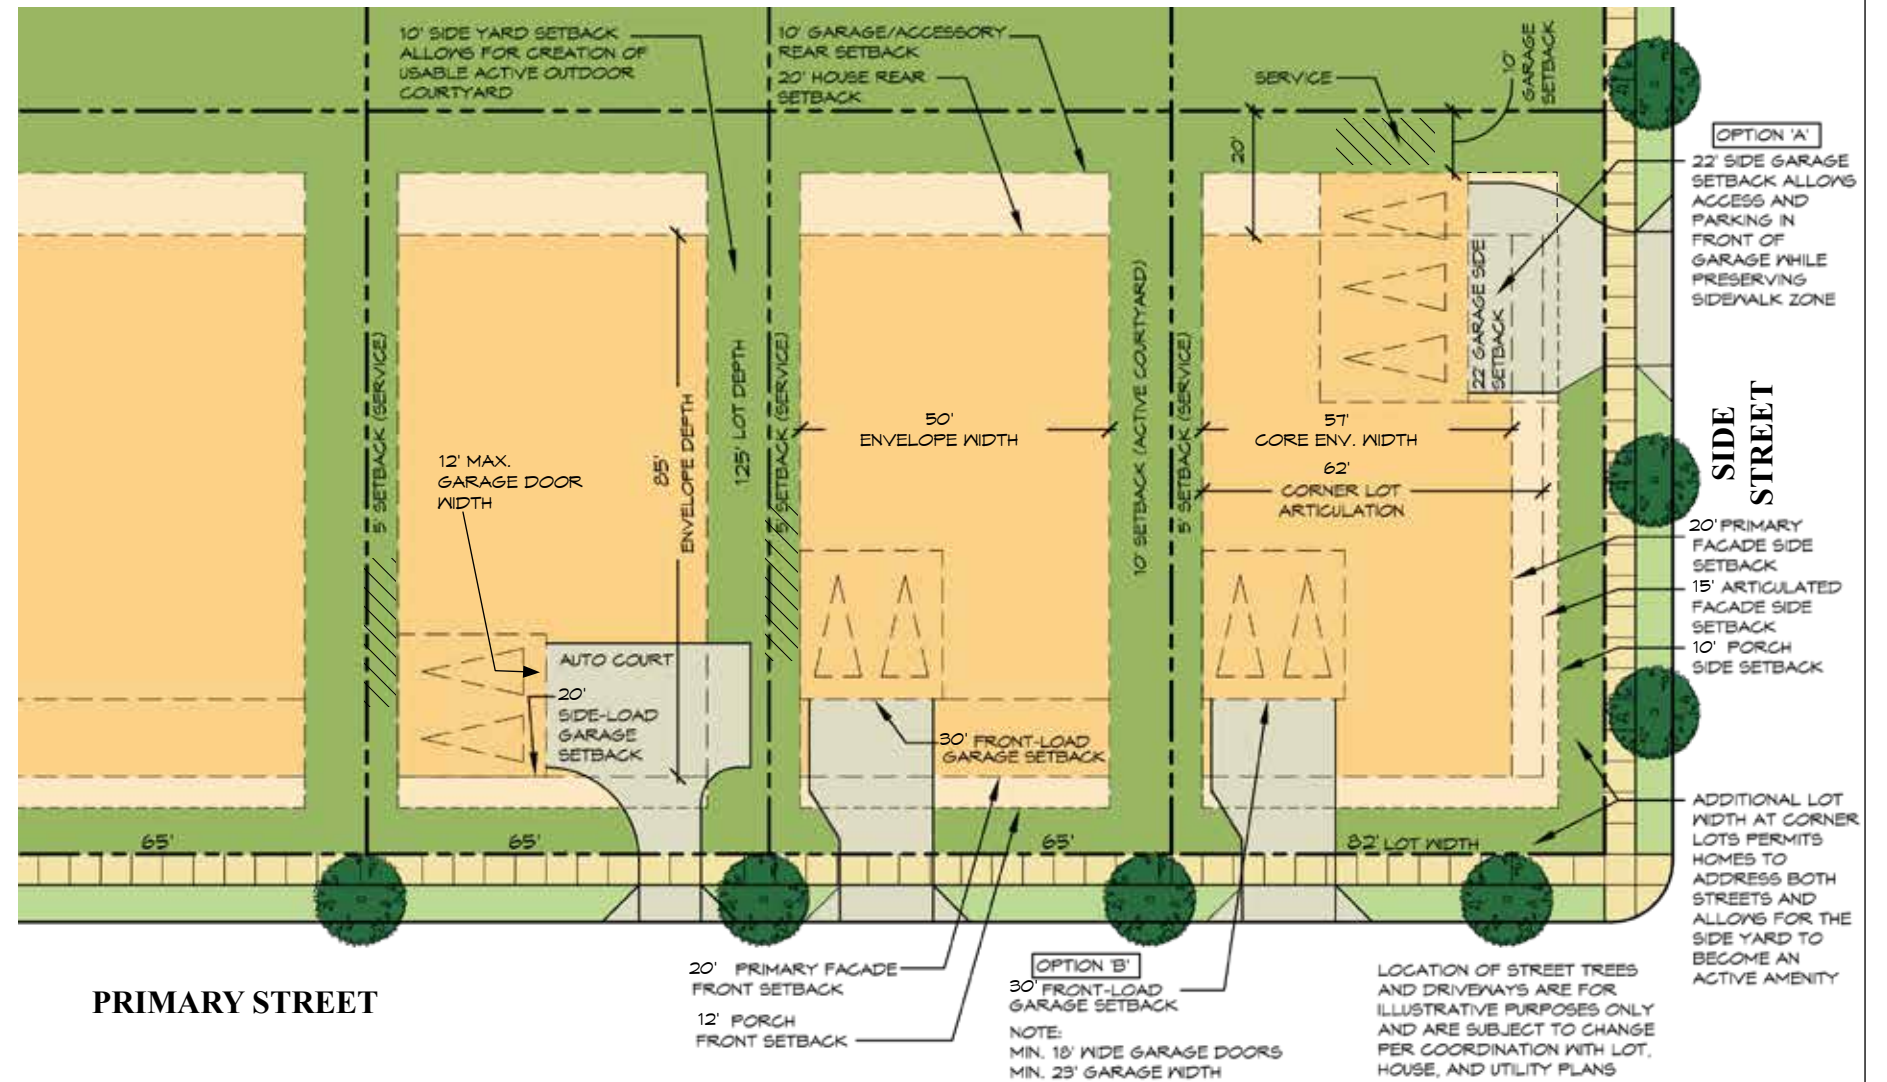 10' SIDE YARD SETBACK
ALLOWS FOR CREATION OF
USABLE ACTIVE OUTDOOR
COURTYARD
10' GARAGE/ACCESSORY
REAR SETBACK
20' HOUSE REAR
SETBACK
SERVICE
10'
GARAGE
SETBACK
20'
OPTION 'A'
22' SIDE GARAGE
SETBACK ALLOWS
ACCESS AND
PARKING IN
FRONT OF
GARAGE WHILE
PRESERVING
SIDEWALK ZONE
22' GARAGE SIDE
SETBACK
5' SETBACK (SERVICE)
85'
ENVELOPE DEPTH
125' LOT DEPTH
5' SETBACK (SERVICE)
50'
ENVELOPE WIDTH
10' SETBACK (ACTIVE COURTYARD)
5' SETBACK (SERVICE)
57'
CORE ENV. WIDTH
62'
CORNER LOT
ARTICULATION
SIDE
STREET
12' MAX.
GARAGE DOOR
WIDTH
AUTO COURT
20'
SIDE-LOAD
GARAGE
SETBACK
30' FRONT-LOAD
GARAGE SETBACK
20' PRIMARY
FACADE SIDE
SETBACK
15' ARTICULATED
FACADE SIDE
SETBACK
10' PORCH
SIDE SETBACK
65'
65'
65'
82' LOT WIDTH
ADDITIONAL LOT
WIDTH AT CORNER
LOTS PERMITS
HOMES TO
ADDRESS BOTH
STREETS AND
ALLOWS FOR THE
SIDE YARD TO
BECOME AN
ACTIVE AMENITY
PRIMARY STREET
20' PRIMARY FACADE
FRONT SETBACK
12' PORCH
FRONT SETBACK
OPTION 'B'
30' FRONT-LOAD
GARAGE SETBACK
NOTE:
MIN. 18' WIDE GARAGE DOORS
MIN. 23' GARAGE WIDTH
LOCATION OF STREET TREES
AND DRIVEWAYS ARE FOR
ILLUSTRATIVE PURPOSES ONLY
AND ARE SUBJECT TO CHANGE
PER COORDINATION WITH LOT,
HOUSE, AND UTILITY PLANS